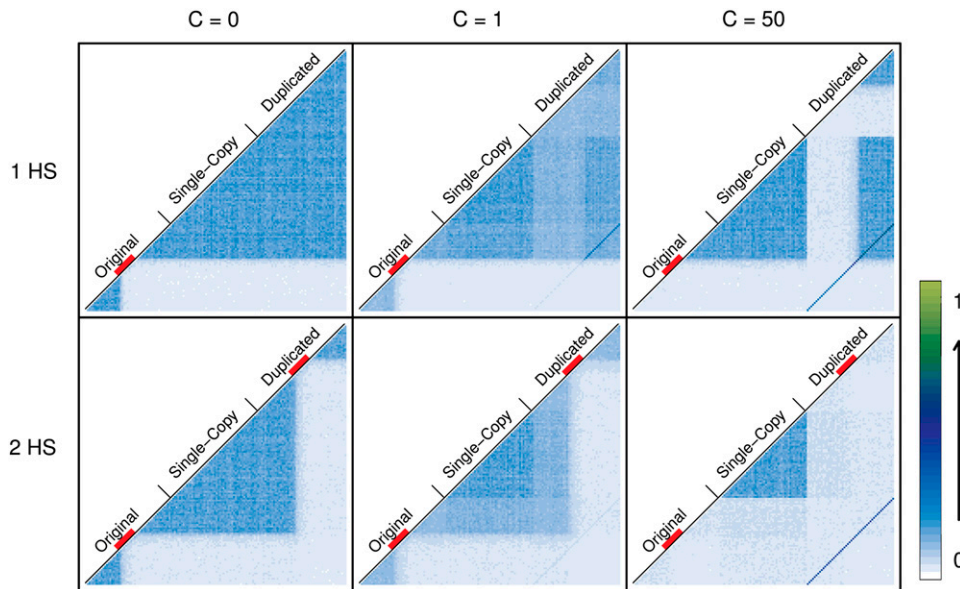 C = 0
C = 1
C = 50
1 HS
Original
Single-Copy
Duplicated
Original
Single-Copy
Duplicated
Original
Single-Copy
Duplicated
2 HS
Original
Single-Copy
Duplicated
Original
Single-Copy
Duplicated
Original
Single-Copy
Duplicated
1
0